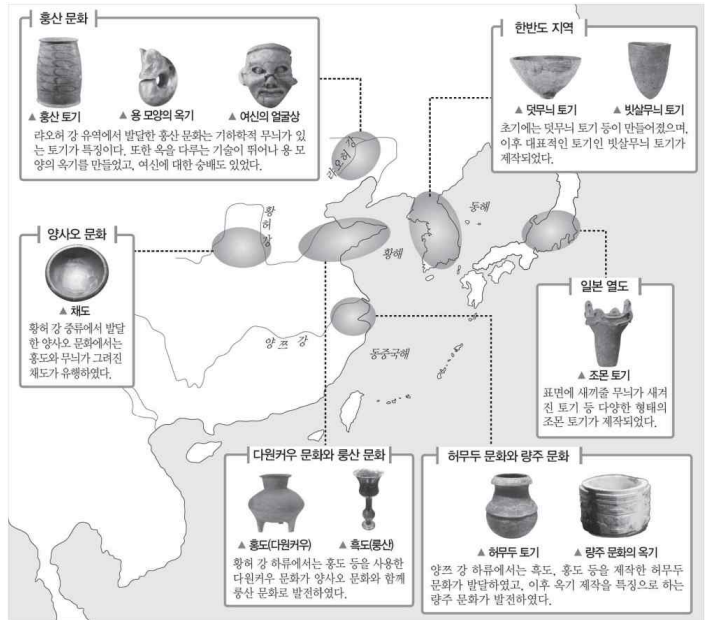 홍산 문화
▲ 홍산 토기
▲ 용 모양의 옥기
▲ 여신의 얼굴상
랴오허 강 유역에서 발달한 홍산 문화는 기하학적 무늬가 있
는 토기가 특징이다. 또한 옥을 다루는 기술이 뛰어나 용 모
양의 옥기를 만들었고, 여신에 대한 숭배도 있었다.
한반도 지역
▲ 덧무늬 토기
▲ 빗살무늬 토기
초기에는 덧무늬 토기 등이 만들어졌으며,
이후 대표적인 토기인 빗살무늬 토기가
제작되었다.
랴오허 강
황허 강
동해
황해
양쯔 강
동중국해
양사오 문화
▲ 채도
황허 강 중류에서 발달
한 양사오 문화에서는
홍도와 무늬가 그려진
채도가 유행하였다.
일본 열도
▲ 조몬 토기
표면에 새끼줄 무늬가 새겨
진 토기 등 다양한 형태의
조몬 토기가 제작되었다.
다원커우 문화와 룽산 문화
▲ 홍도(다원커우)
▲ 흑도(룽산)
황허 강 하류에서는 홍도 등을 사용한
다원커우 문화가 양사오 문화와 함께
룽산 문화로 발전하였다.
허무두 문화와 량주 문화
▲ 허무두 토기
▲ 량주 문화의 옥기
양쯔 강 하류에서는 흑도, 홍도 등을 제작한 허무두
문화가 발달하였고, 이후 옥기 제작을 특징으로 하는
량주 문화가 발전하였다.